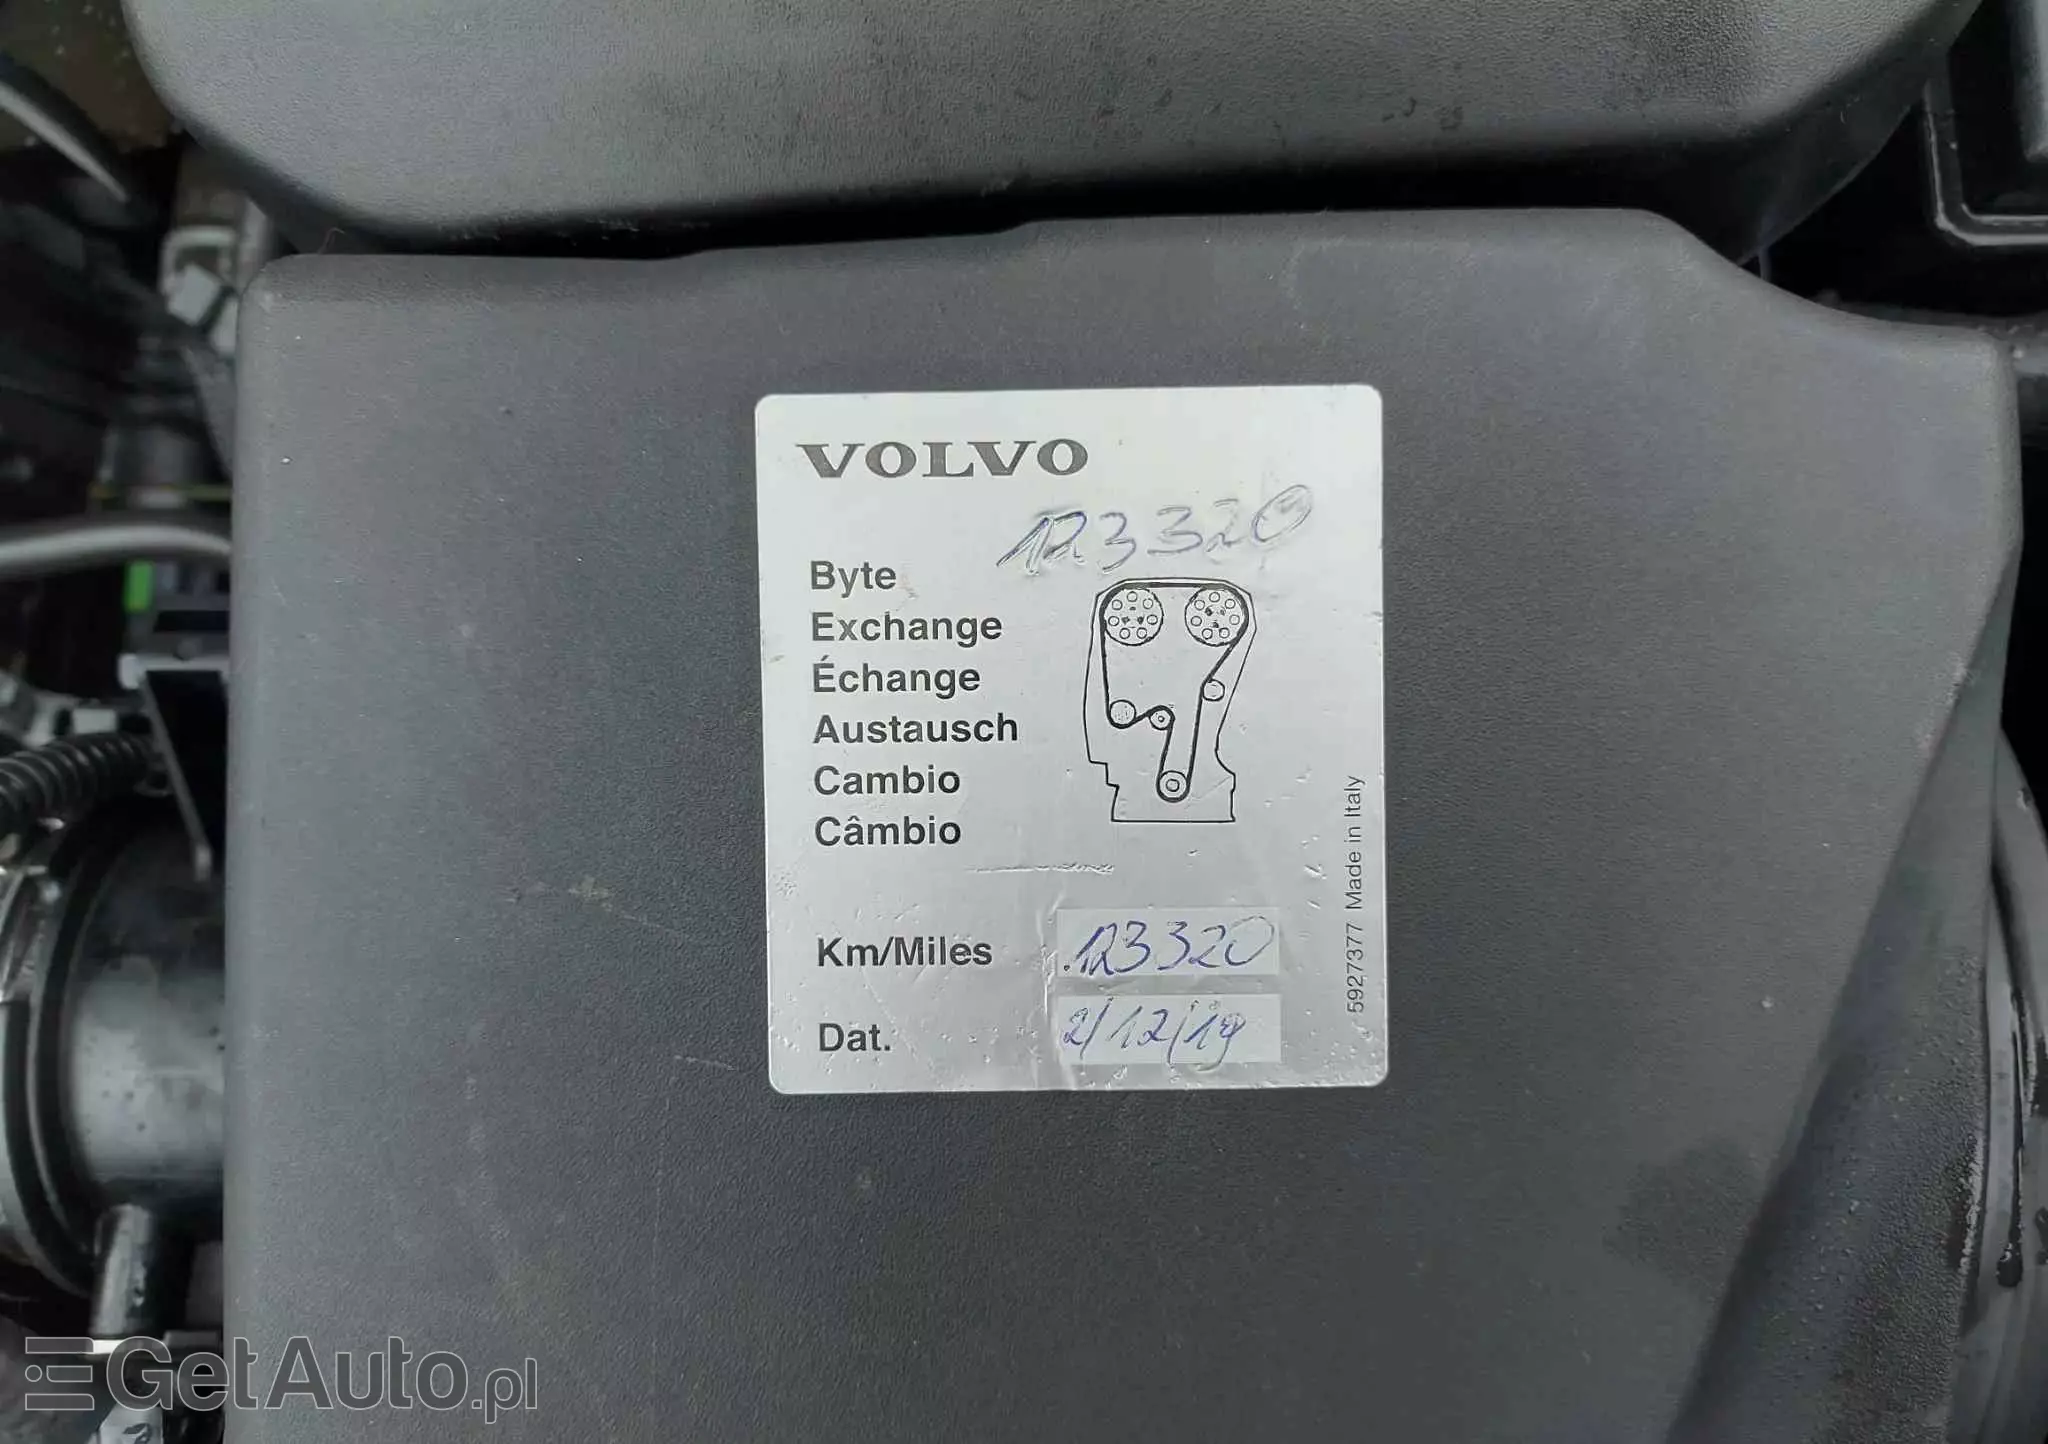 VOLVO
123320
Byte
Exchange
Échange
Austausch
Cambio
Câmbio
Km/Miles 123320
Dat. 2/12/19
5927377 Made in Italy
GetAuto.pl